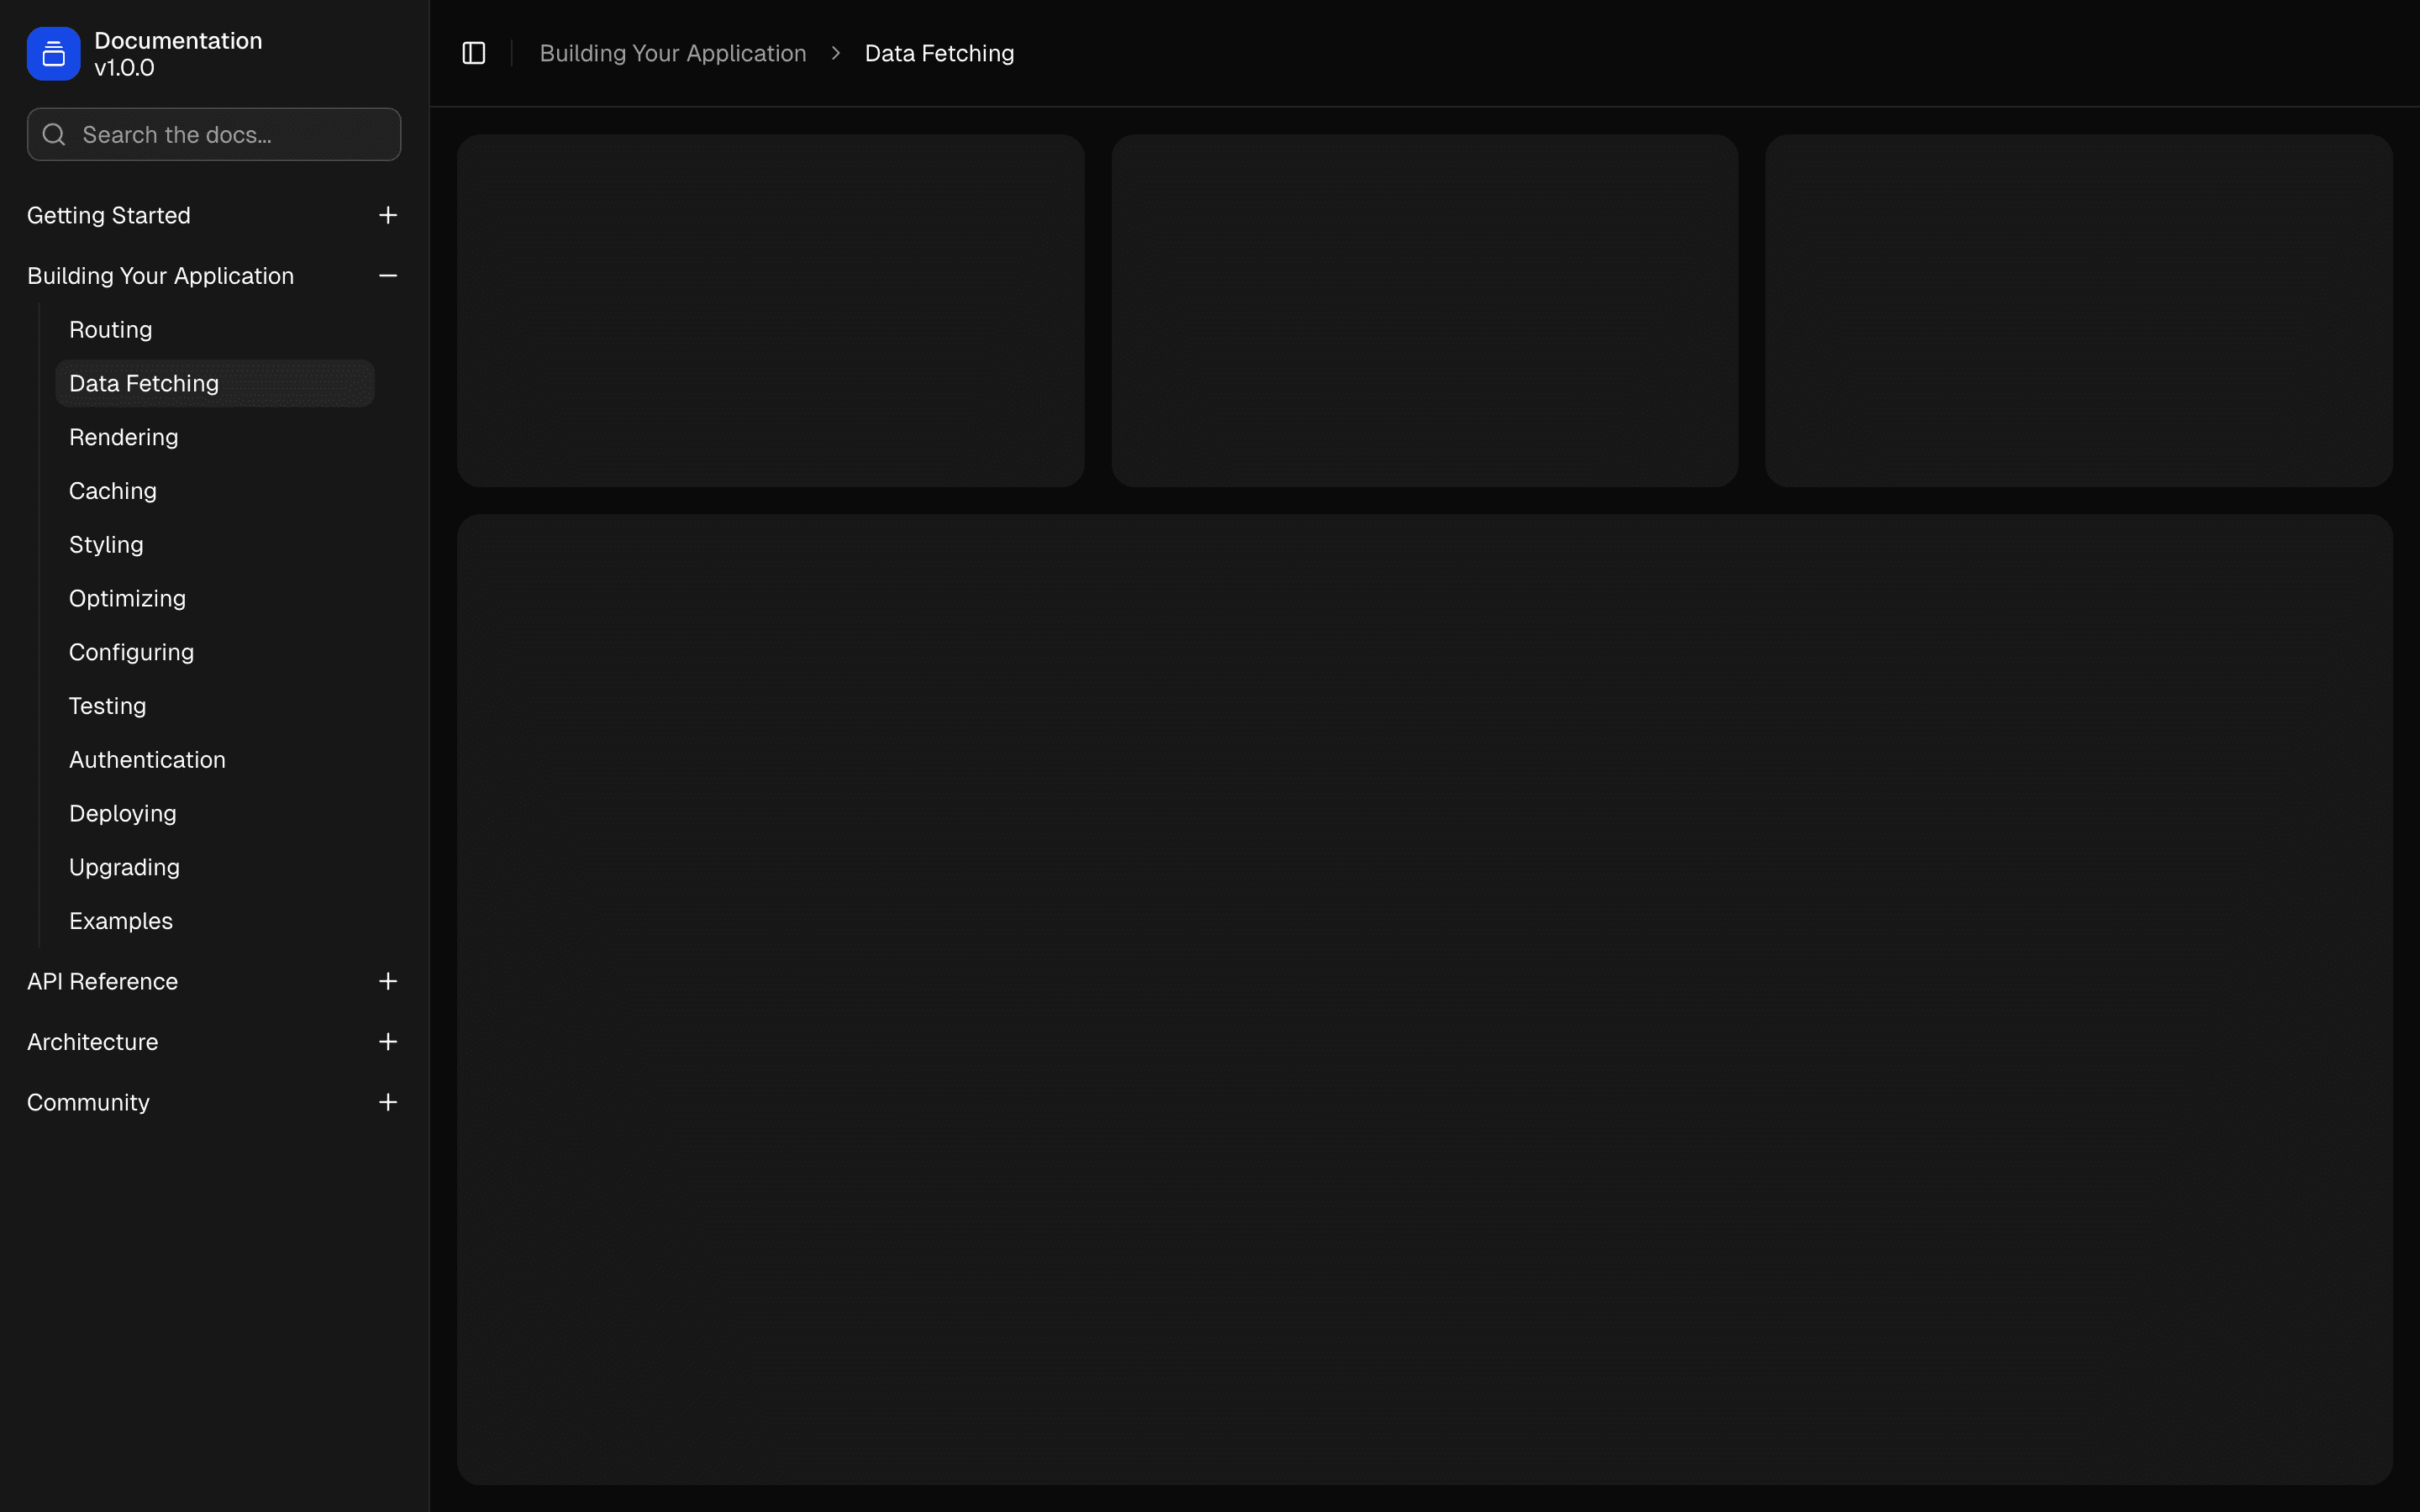 Documentation
v1.0.0
Search the docs...
Getting Started
Building Your Application
Routing
Data Fetching
Rendering
Caching
Styling
Optimizing
Configuring
Testing
Authentication
Deploying
Upgrading
Examples
API Reference
Architecture
Community
Building Your Application > Data Fetching